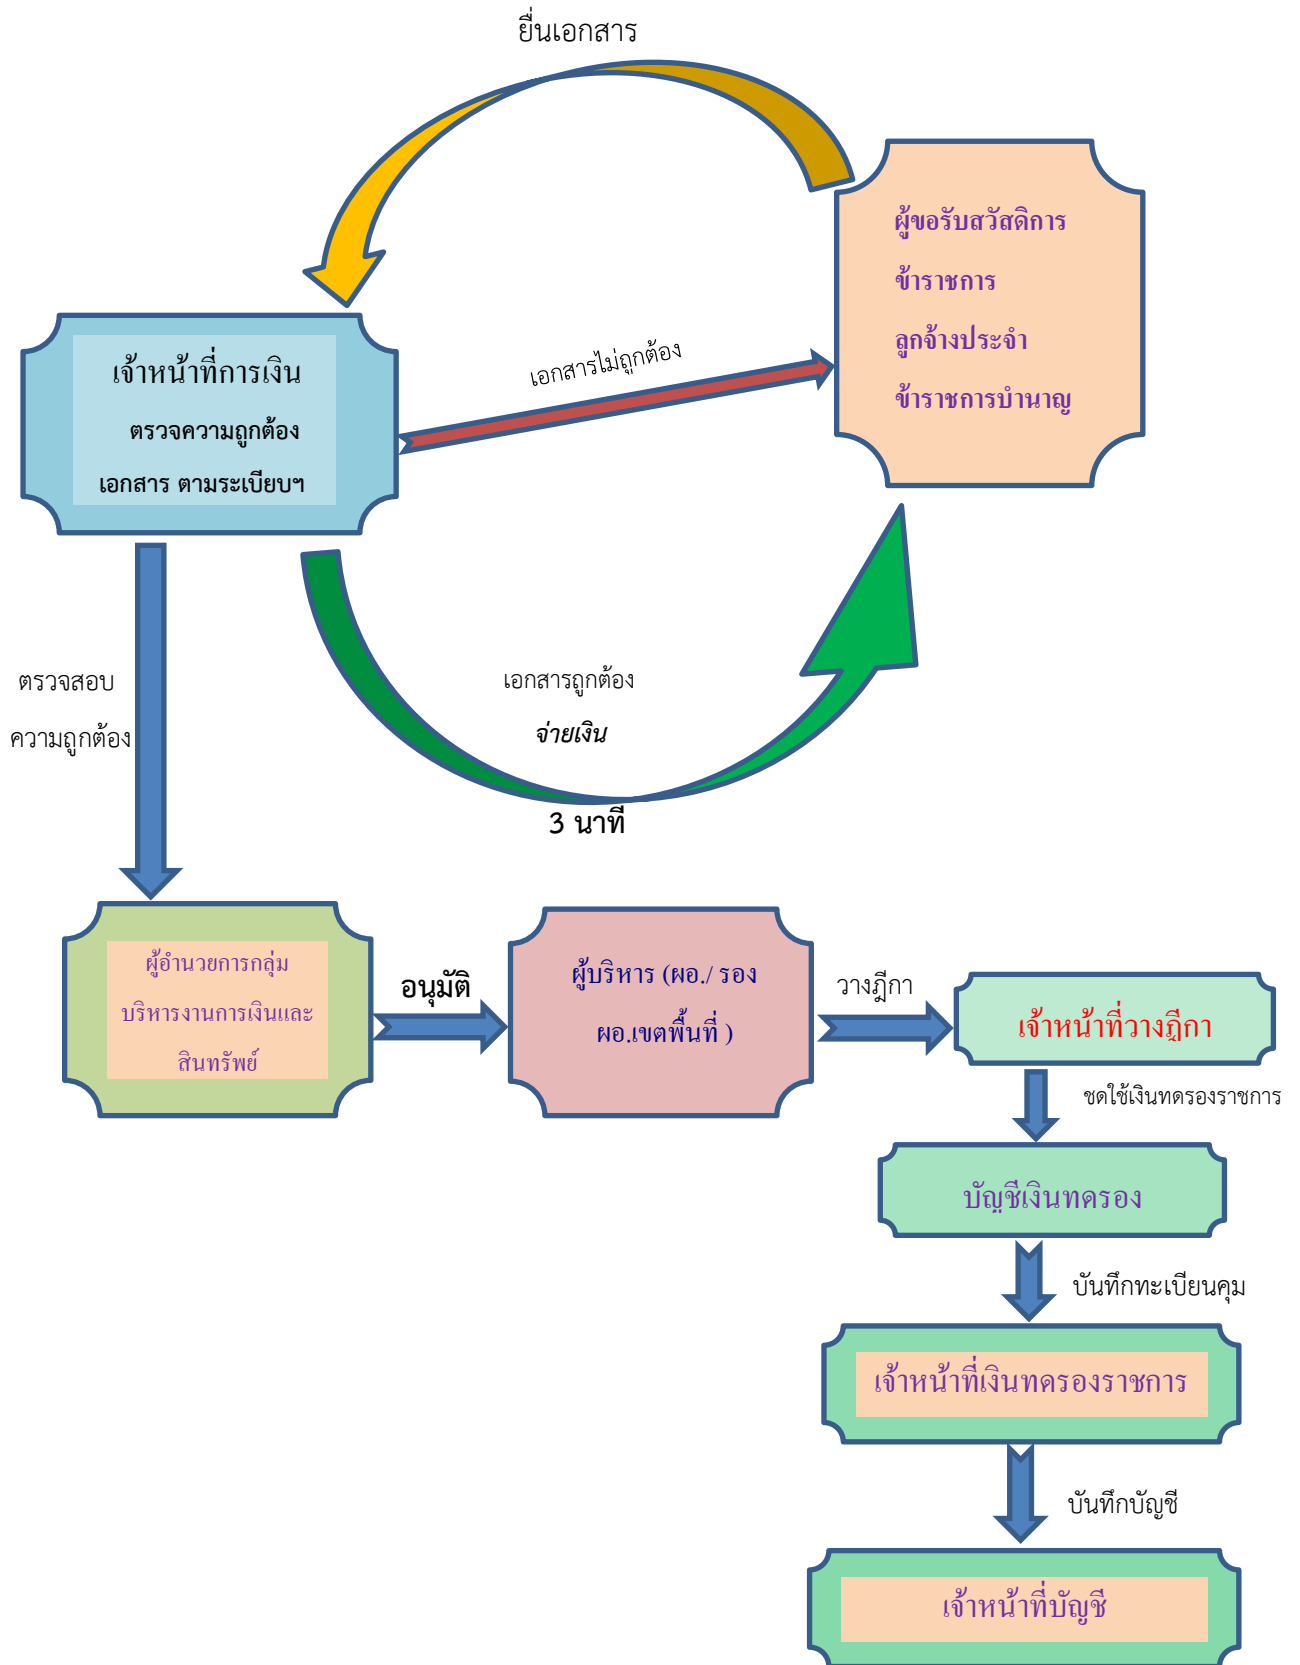 ยื่นเอกสาร
ผู้ขอรับสวัสดิการ
ข้าราชการ
ลูกจ้างประจำ
ข้าราชการบำนาญ
เจ้าหน้าที่การเงิน
ตรวจความถูกต้อง
เอกสาร ตามระเบียบฯ
เอกสารไม่ถูกต้อง
ตรวจสอบ
ความถูกต้อง
เอกสารถูกต้อง
จ่ายเงิน
3 นาที
ผู้อำนวยการกลุ่ม
บริหารงานการเงินและ
สินทรัพย์
อนุมัติ
ผู้บริหาร (ผอ./ รอง
ผอ.เขตพื้นที่ )
วางฎีกา
เจ้าหน้าที่วางฎีกา
ชดใช้เงินทดรองราชการ
บัญชีเงินทดรอง
บันทึกทะเบียนคุม
เจ้าหน้าที่เงินทดรองราชการ
บันทึกบัญชี
เจ้าหน้าที่บัญชี